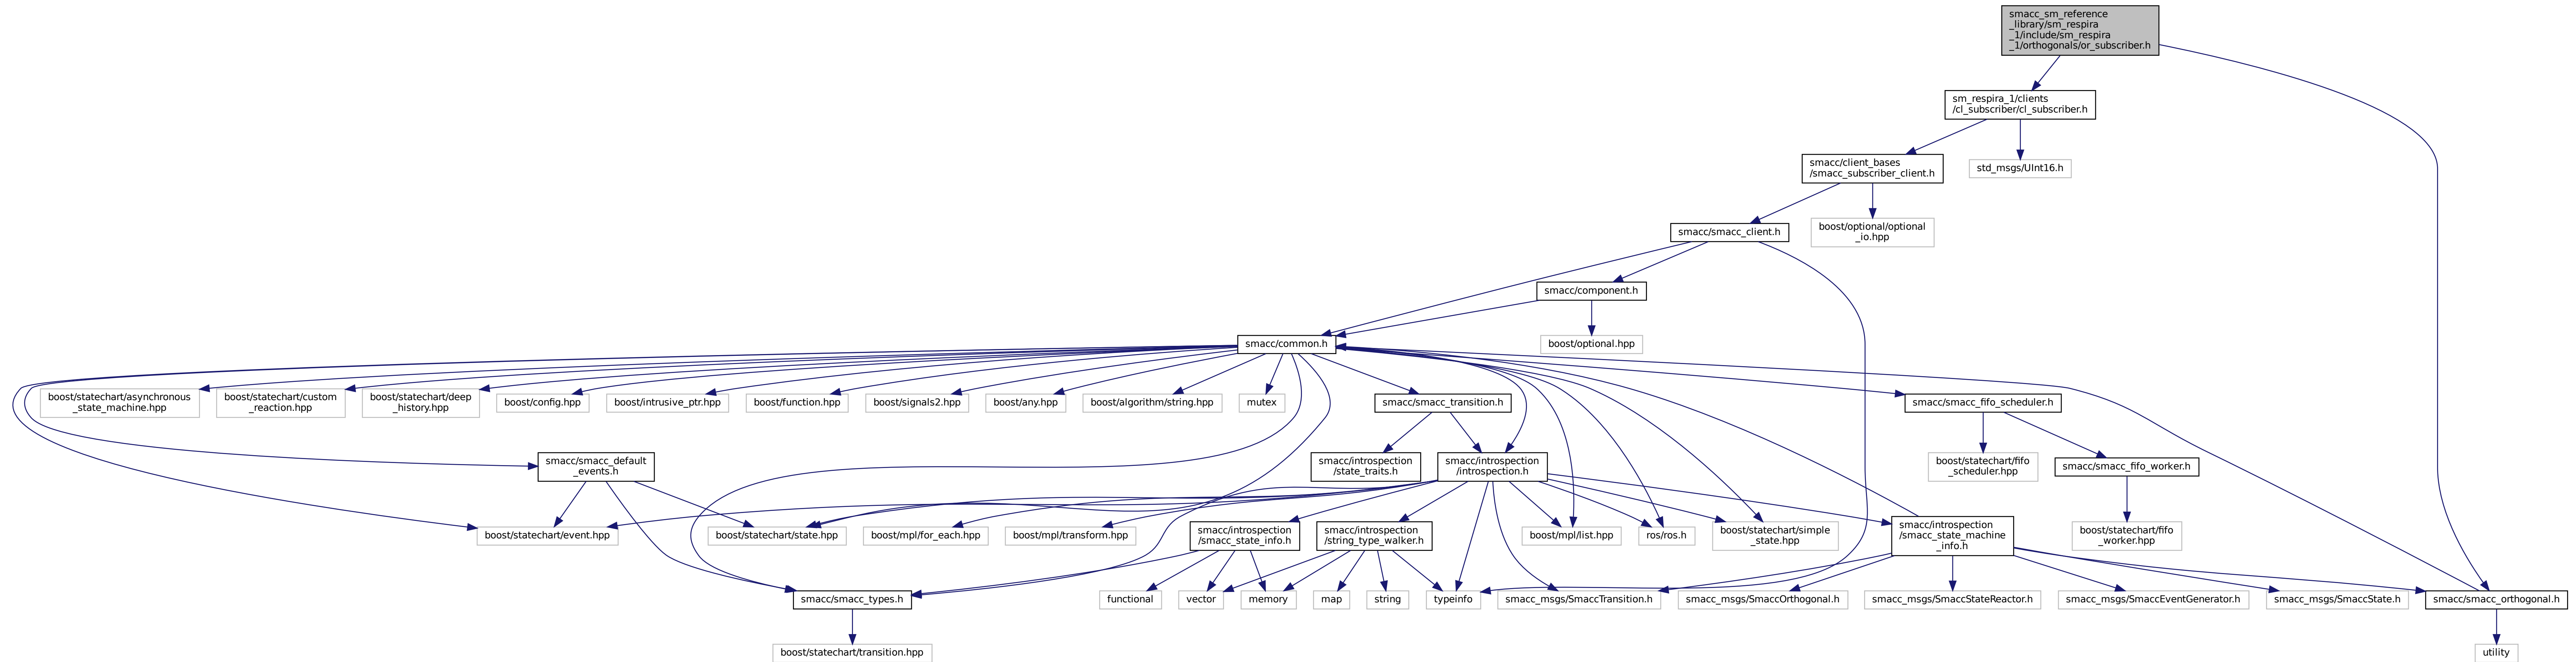 smacc_sm_reference
_library/sm_respira
_1/include/sm_respira
_1/orthogonals/or_subscriber.h
sm_respira_1/clients
/cl_subscriber/cl_subscriber.h
smacc/client_bases
/smacc_subscriber_client.h
std_msgs/UInt16.h
smacc/smacc_client.h
boost/optional/optional
_io.hpp
smacc/component.h
smacc/common.h
boost/optional.hpp
boost/statechart/asynchronous
_state_machine.hpp
boost/statechart/custom
_reaction.hpp
boost/statechart/deep
_history.hpp
boost/config.hpp
boost/intrusive_ptr.hpp
boost/function.hpp
boost/signals2.hpp
boost/any.hpp
boost/algorithm/string.hpp
mutex
smacc/smacc_transition.h
smacc/smacc_fifo_scheduler.h
smacc/smacc_default
_events.h
smacc/introspection
/state_traits.h
smacc/introspection
/introspection.h
boost/statechart/fifo
_scheduler.hpp
smacc/smacc_fifo_worker.h
boost/statechart/event.hpp
boost/statechart/state.hpp
boost/mpl/for_each.hpp
boost/mpl/transform.hpp
smacc/introspection
/smacc_state_info.h
smacc/introspection
/string_type_walker.h
boost/mpl/list.hpp
ros/ros.h
boost/statechart/simple
_state.hpp
smacc/introspection
/smacc_state_machine
_info.h
boost/statechart/fifo
_worker.hpp
smacc/smacc_types.h
functional
vector
memory
map
string
typeinfo
smacc_msgs/SmaccTransition.h
smacc_msgs/SmaccOrthogonal.h
smacc_msgs/SmaccStateReactor.h
smacc_msgs/SmaccEventGenerator.h
smacc_msgs/SmaccState.h
smacc/smacc_orthogonal.h
boost/statechart/transition.hpp
utility